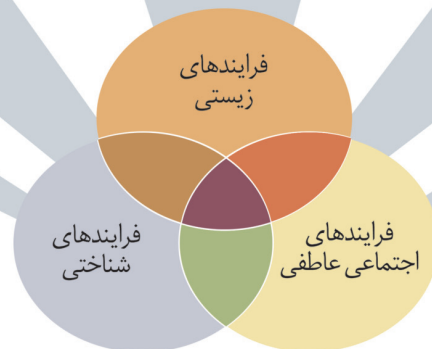 فرایندهای
زیستی
فرایندهای
اجتماعی عاطفی
فرایندهای
شناختی